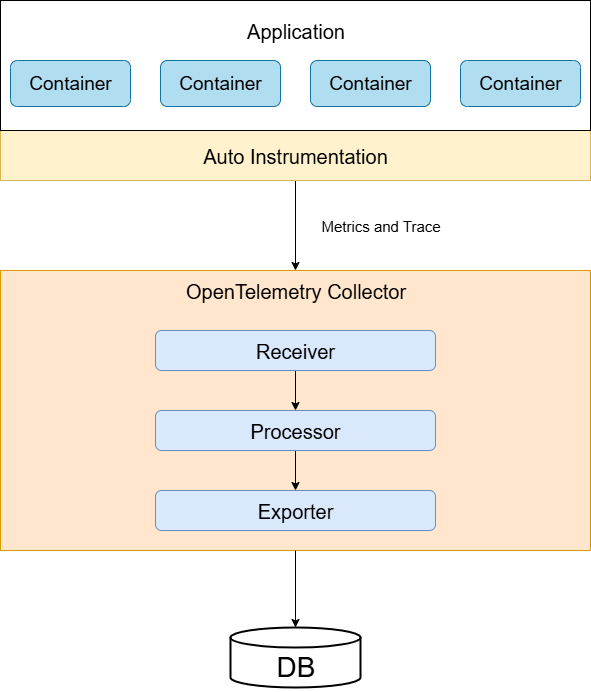 Application
Container Container Container Container
Auto Instrumentation
Metrics and Trace
OpenTelemetry Collector
Receiver
Processor
Exporter
DB